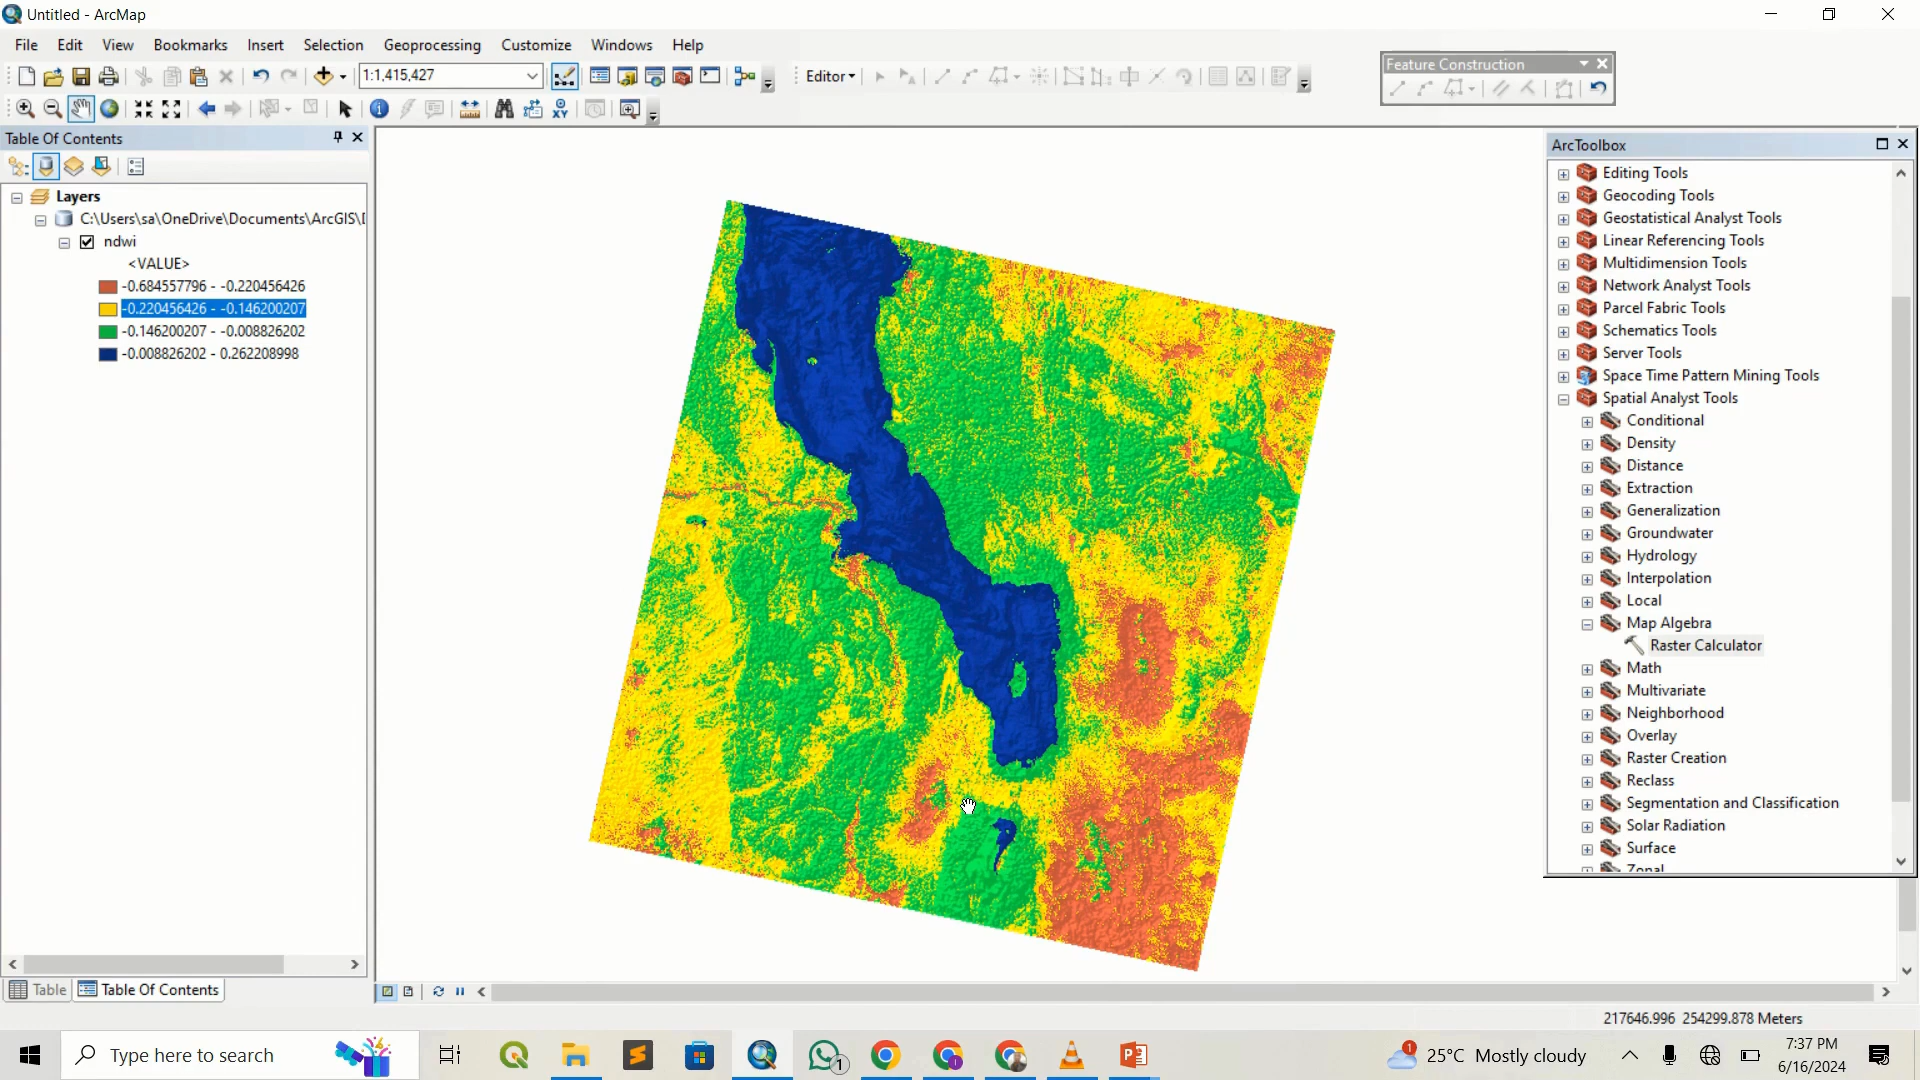 Untitled - ArcMap
File Edit View Bookmarks Insert Selection Geoprocessing Customize Windows Help
Feature Construction
1:1,415,427
Editor
Table Of Contents
ArcToolbox
Layers
C:\Users\sa\OneDrive\Documents\ArcGIS\
ndwi
<VALUE>
-0.684557796 - -0.220456426
-0.220456426 - -0.146200207
-0.146200207 - -0.008826202
-0.008826202 - 0.262208998
Editing Tools
Geocoding Tools
Geostatistical Analyst Tools
Linear Referencing Tools
Multidimension Tools
Network Analyst Tools
Parcel Fabric Tools
Schematics Tools
Server Tools
Space Time Pattern Mining Tools
Spatial Analyst Tools
Conditional
Density
Distance
Extraction
Generalization
Groundwater
Hydrology
Interpolation
Local
Map Algebra
Raster Calculator
Math
Multivariate
Neighborhood
Overlay
Raster Creation
Reclass
Segmentation and Classification
Solar Radiation
Surface
Zonal
Table Table Of Contents
217646.996 254299.878 Meters
Type here to search
1
1
25°C Mostly cloudy
7:37 PM
6/16/2024